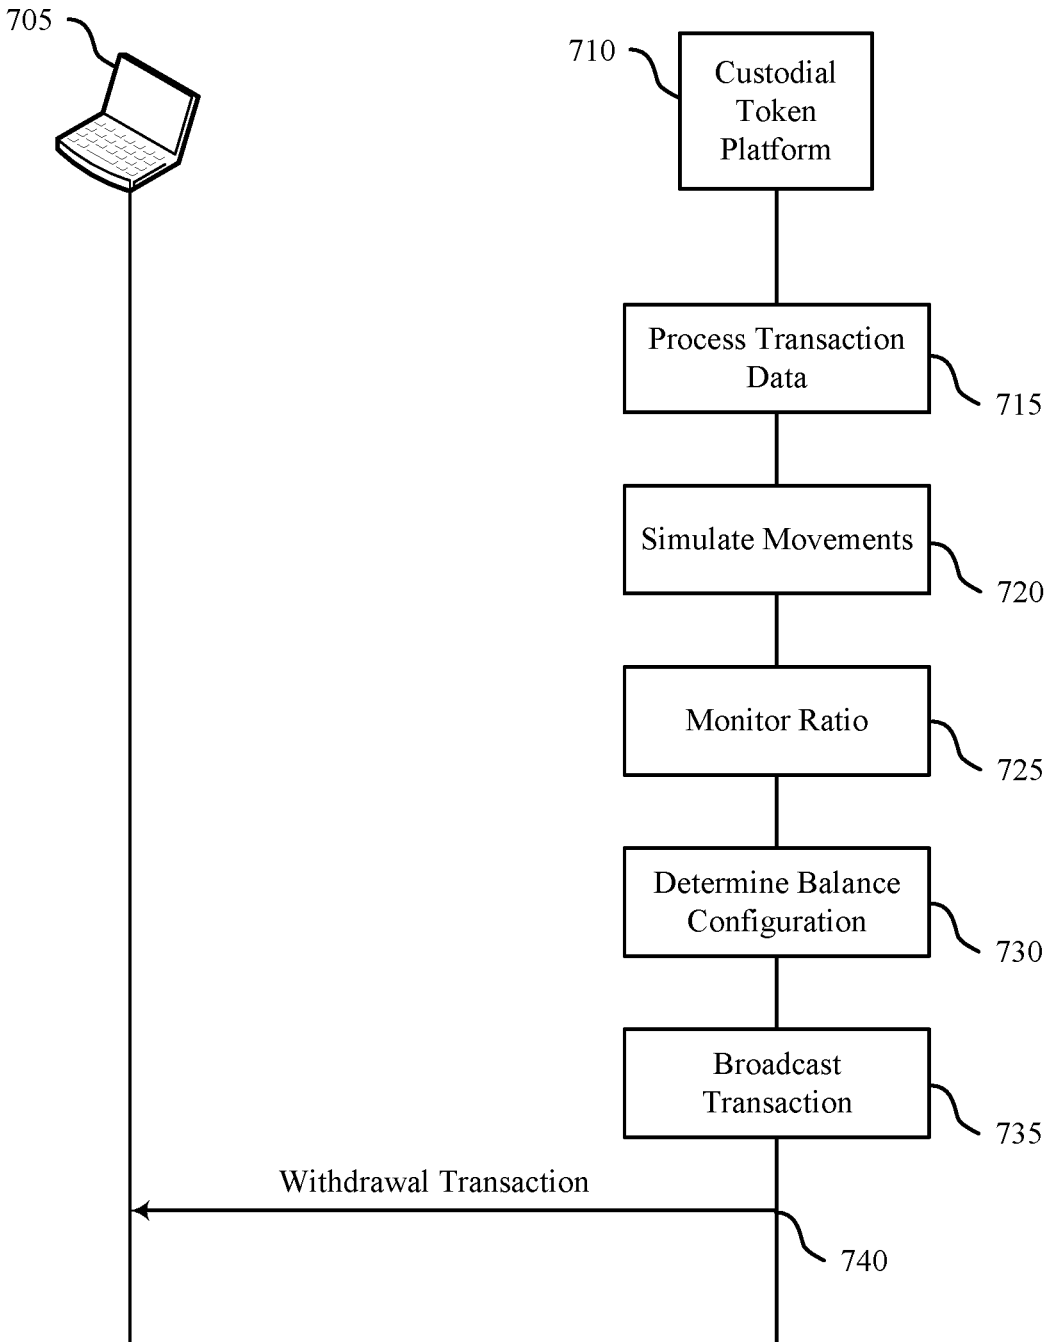 705
710
Custodial
Token
Platform
Process Transaction
Data
715
Simulate Movements
720
Monitor Ratio
725
Determine Balance
Configuration
730
Broadcast
Transaction
735
Withdrawal Transaction
740